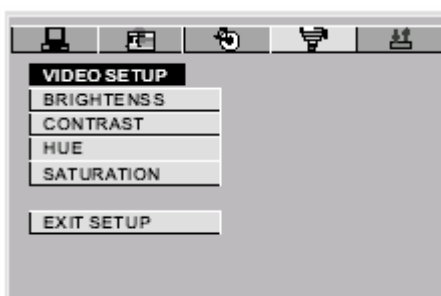 VIDEO SETUP
BRIGHTENSS
CONTRAST
HUE
SATURATION
EXIT SETUP